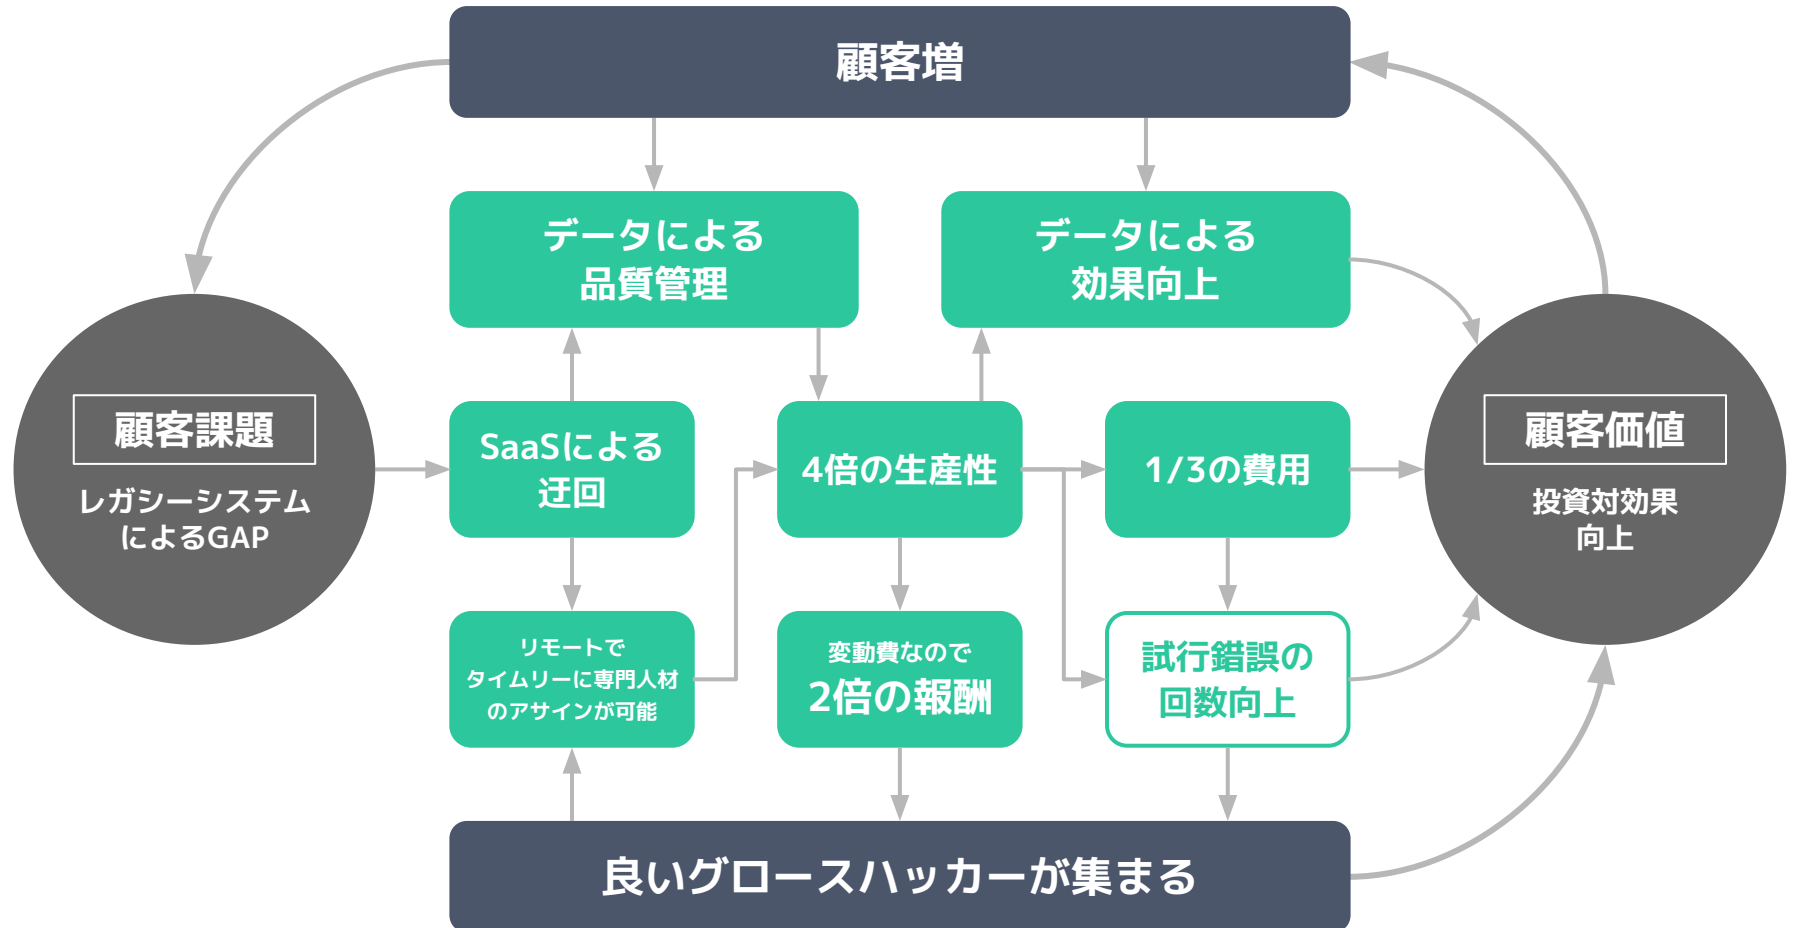 顧客増
データによる
品質管理
データによる
効果向上
顧客課題
レガシーシステム
によるGAP
SaaSによる
迂回
4倍の生産性
1/3の費用
顧客価値
投資対効果
向上
リモートで
タイムリーに専門人材
のアサインが可能
変動費なので
2倍の報酬
試行錯誤の
回数向上
良いグロースハッカーが集まる